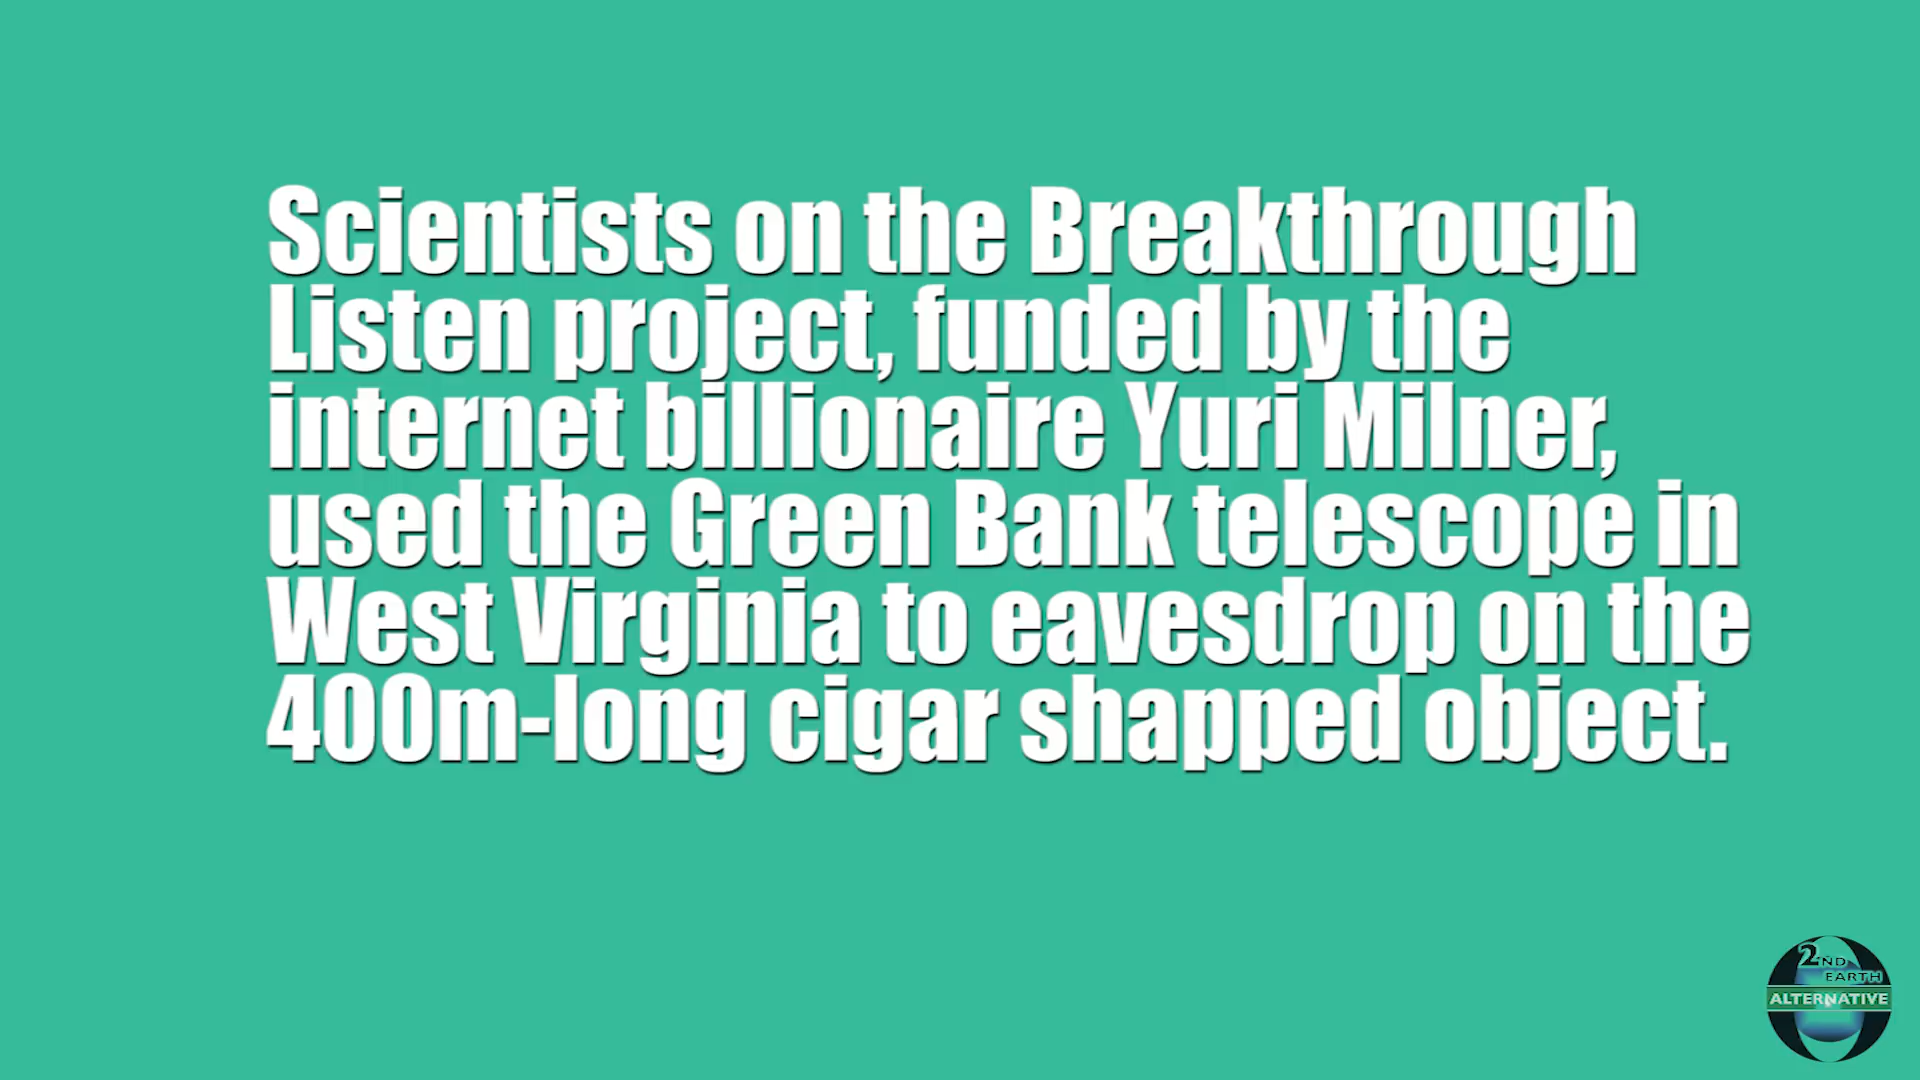 Scientists on the Breakthrough
Listen project, funded by the
internet billionaire Yuri Milner,
used the Green Bank telescope in
West Virginia to eavesdrop on the
400m-long cigar shapped object.
2ND
EARTH
ALTERNATIVE